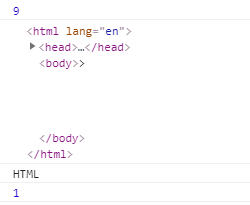 9
<html lang="en">
▶<head>…</head>
<body>>
</body>
</html>
HTML
1